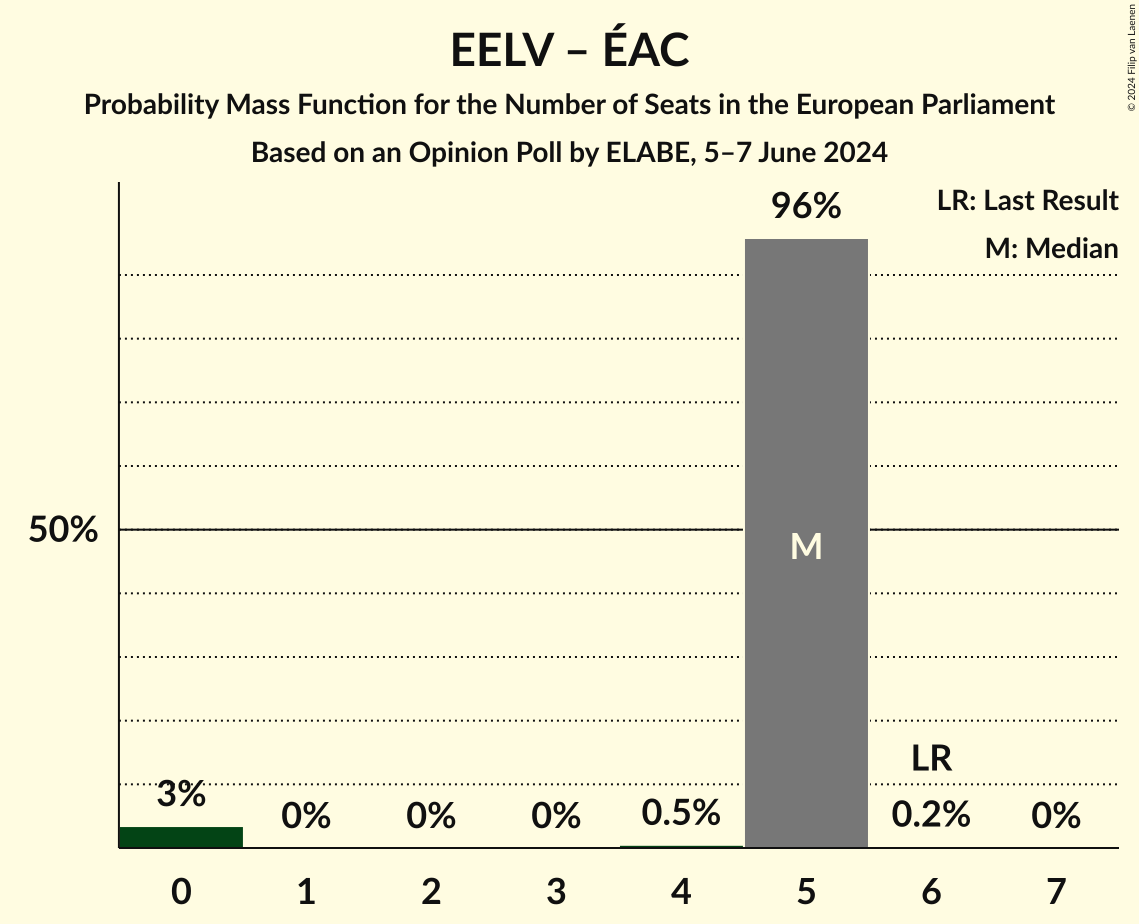 EELV – ÉAC
Probability Mass Function for the Number of Seats in the European Parliament
Based on an Opinion Poll by ELABE, 5–7 June 2024
© 2024 Filip van Laenen
LR: Last Result
M: Median
96%
50%
M
LR
3%
0%
0%
0%
0.5%
0.2%
0%
0
1
2
3
4
5
6
7